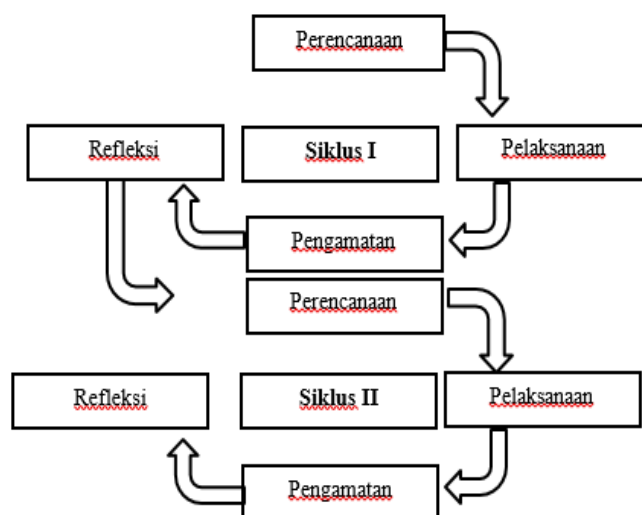 Perencanaan
Refleksi
Siklus I
Pelaksanaan
Pengamatan
Perencanaan
Refleksi
Siklus II
Pelaksanaan
Pengamatan